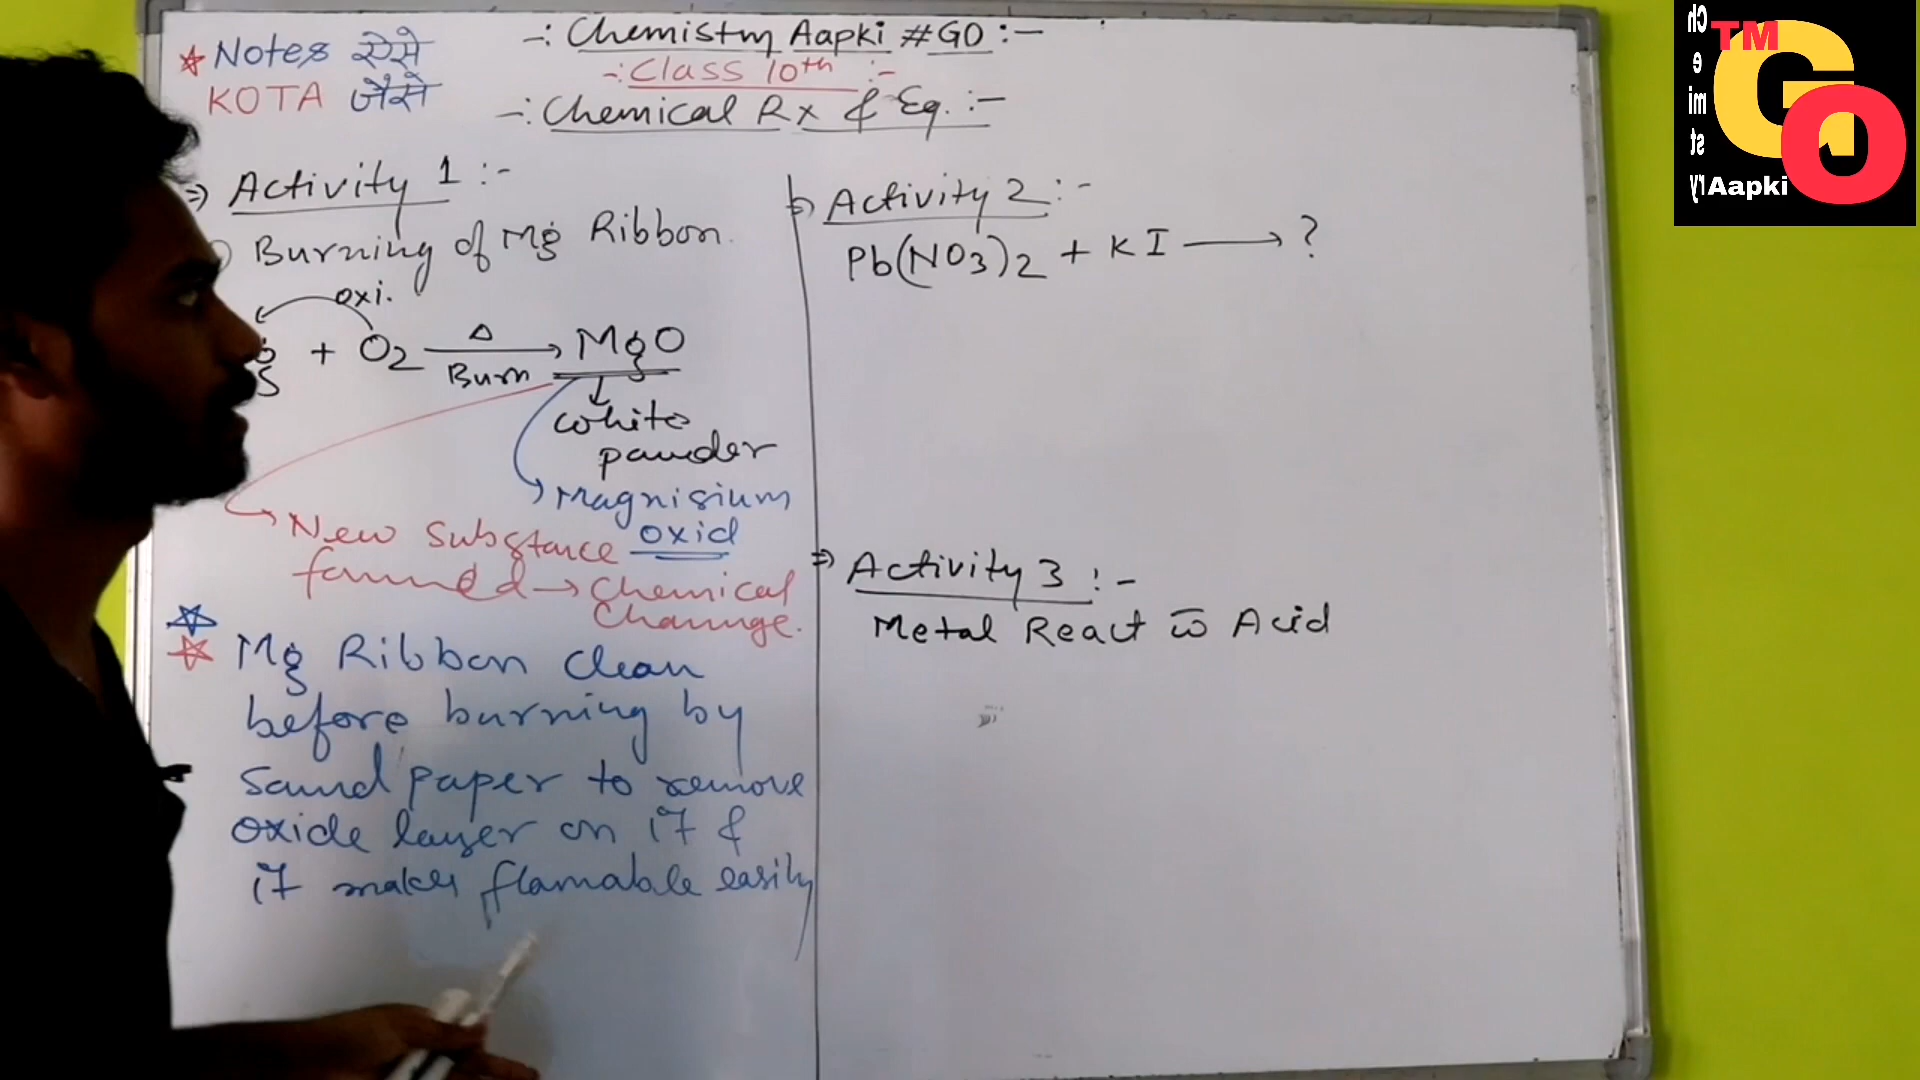 -: Chemistry Aapki #GO :-
-: Class 10th :-
-: Chemical Rx & Eq. :-
★ Notes ऐसे
KOTA जैसे
⇒ Activity 1 :-
Burning of Mg Ribbon.
oxi.
+ O2 —Δ→ MgO
Burn
↓
white
powder
Magnisium
oxid
New Substance
formed → Chemical
Change.
Mg Ribbon clean
before burning by
Sand paper to remove
oxide layer on it &
it makes flamable easily
⇒ Activity 2 :-
Pb(NO3)2 + KI → ?
⇒ Activity 3 :-
Metal React w̄ Acid
TM
GO
Chemistry
Aapki